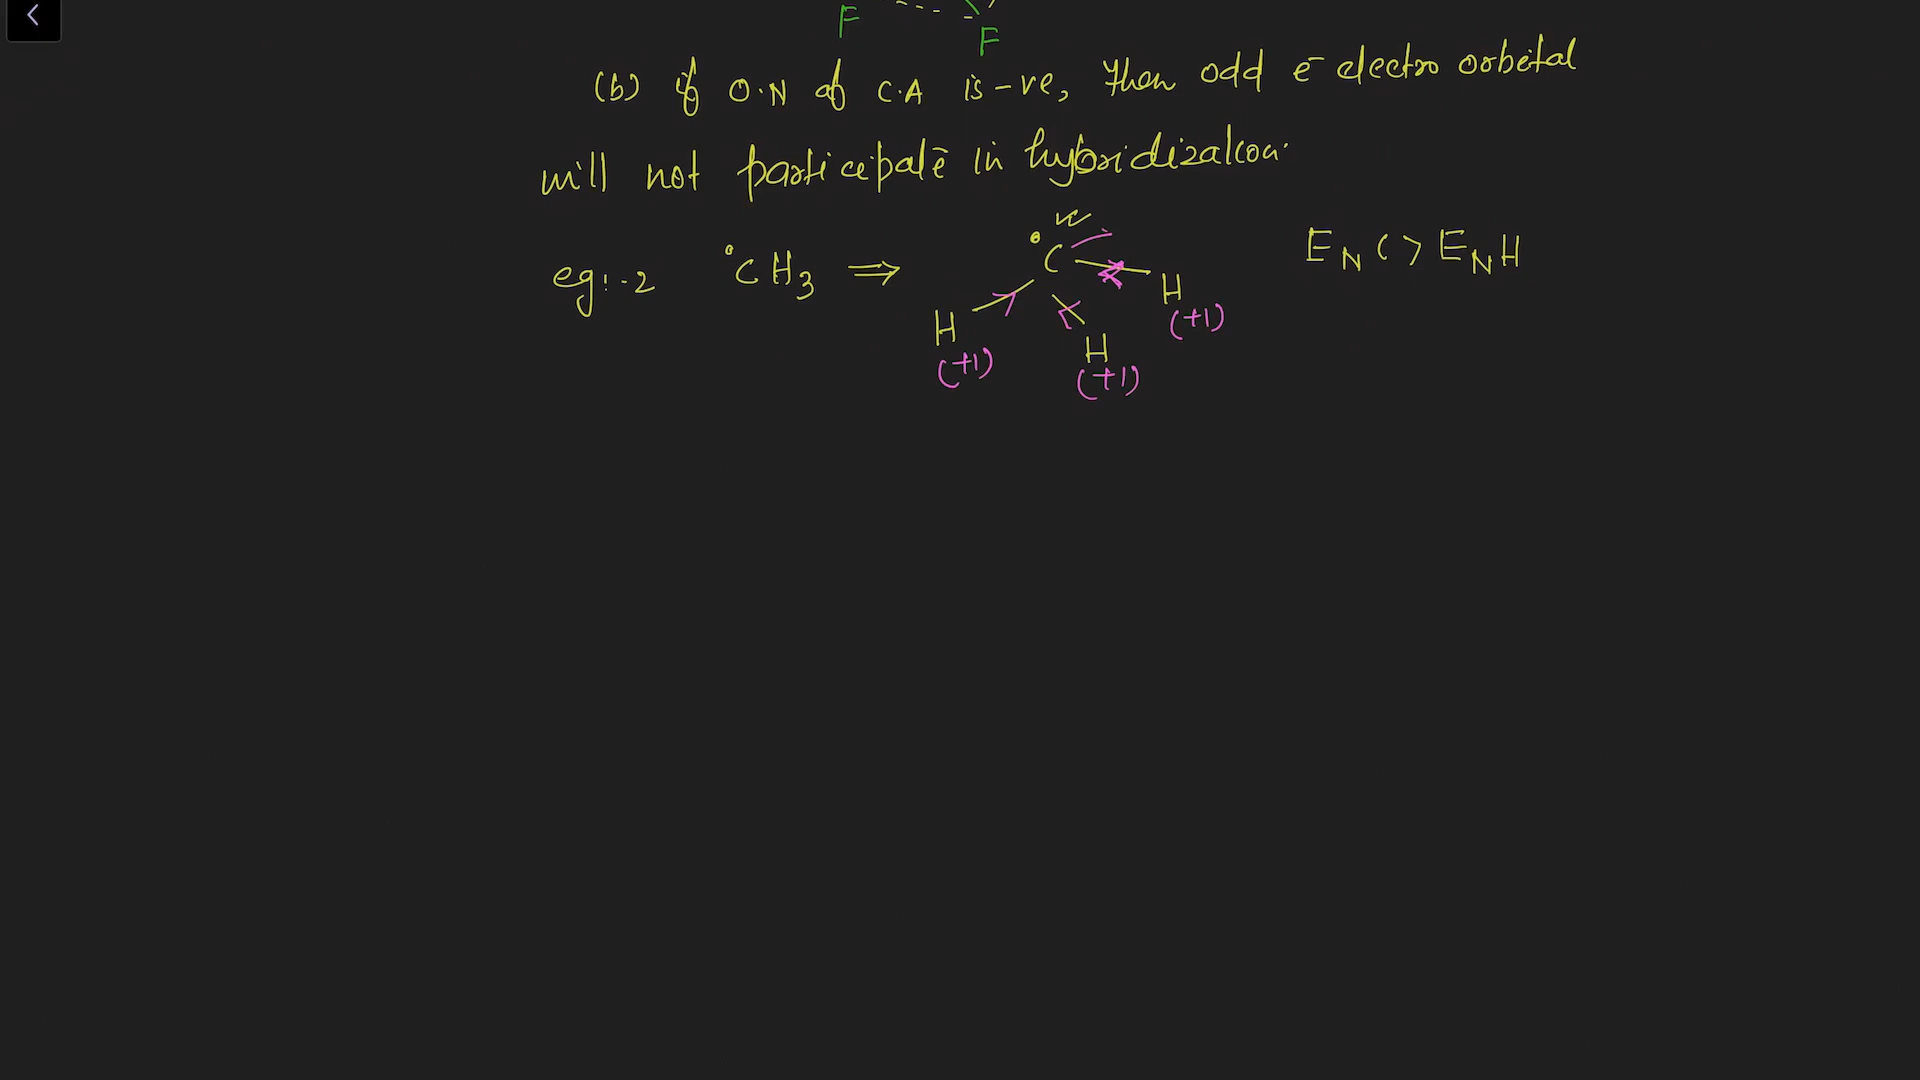 F
F
(b) if O.N of C.A is -ve, then odd e- electro orbital
will not participate in hybridization.
eg:-2 •CH3 ⇒ •C EN C > EN H
H H H
(+1) (+1) (+1)